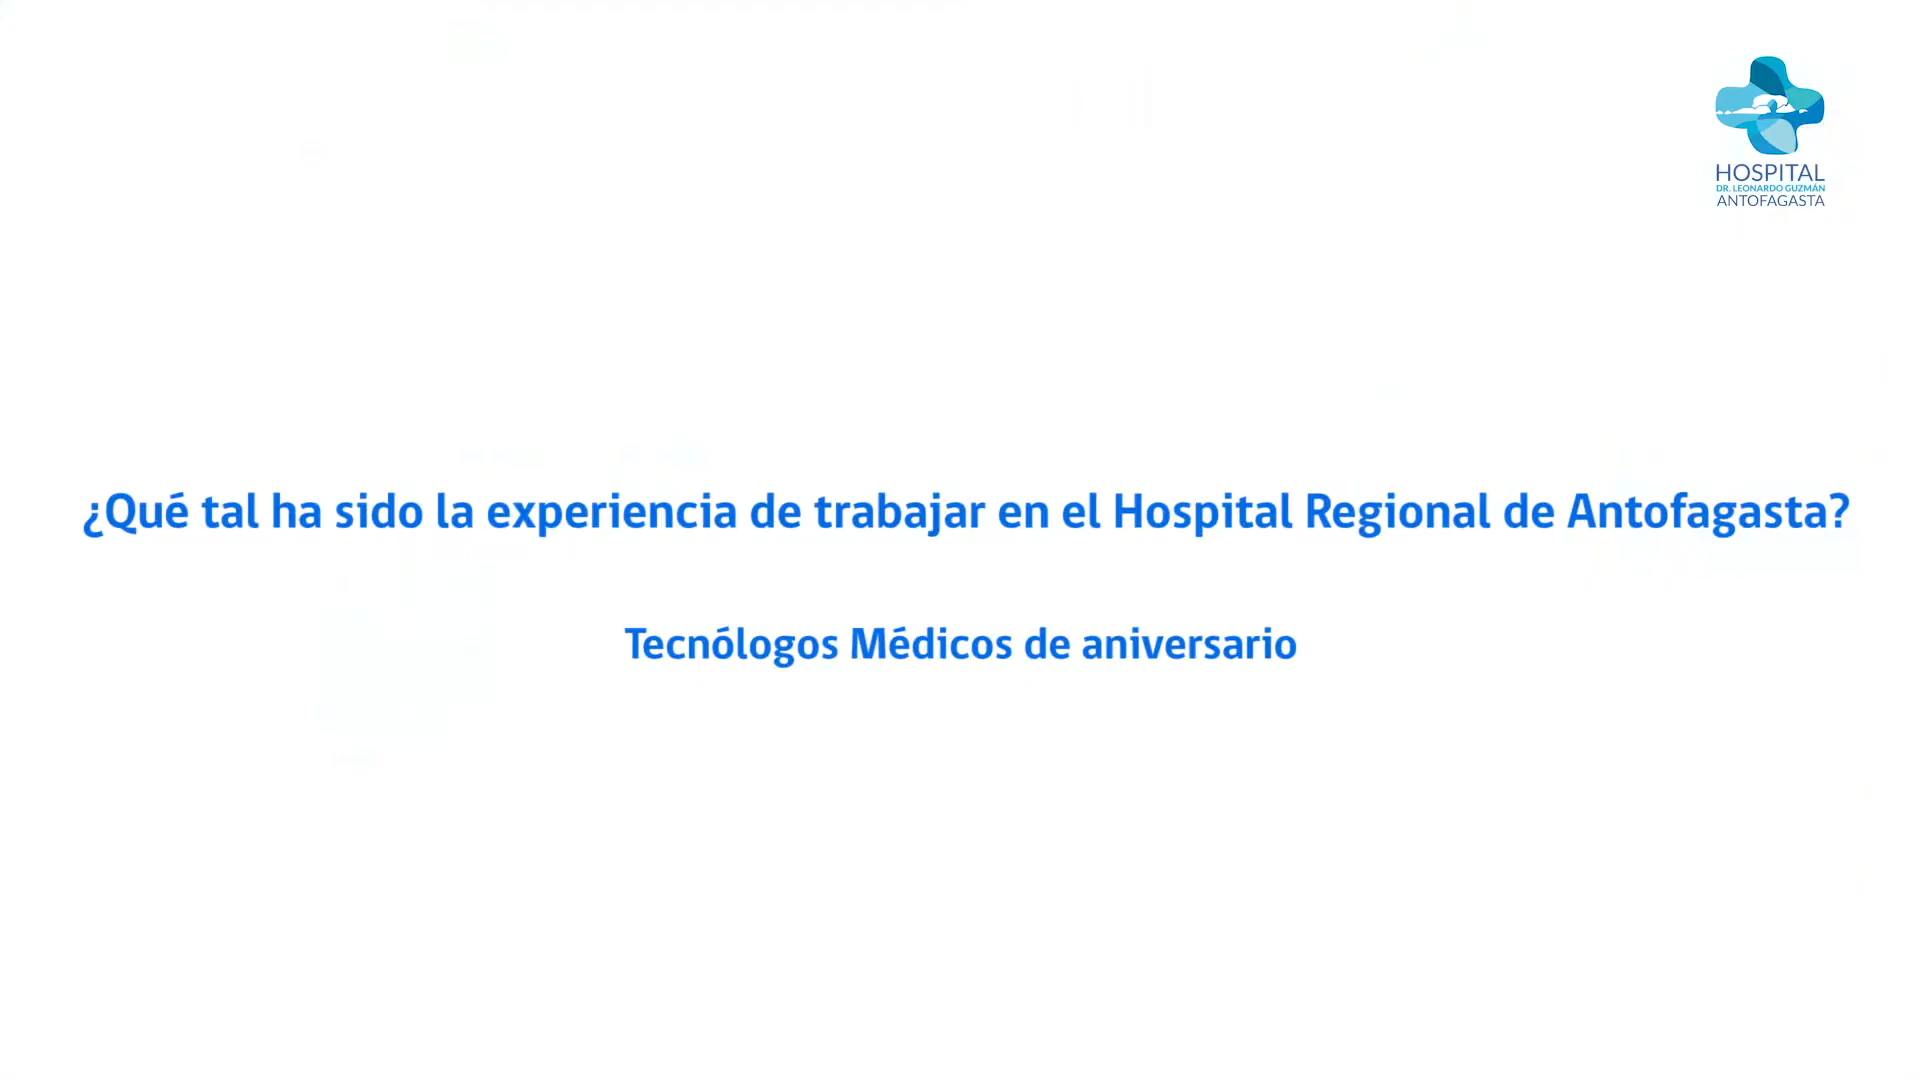 HOSPITAL
DR. LEONARDO GUZMÁN
ANTOFAGASTA
¿Qué tal ha sido la experiencia de trabajar en el Hospital Regional de Antofagasta?
Tecnólogos Médicos de aniversario